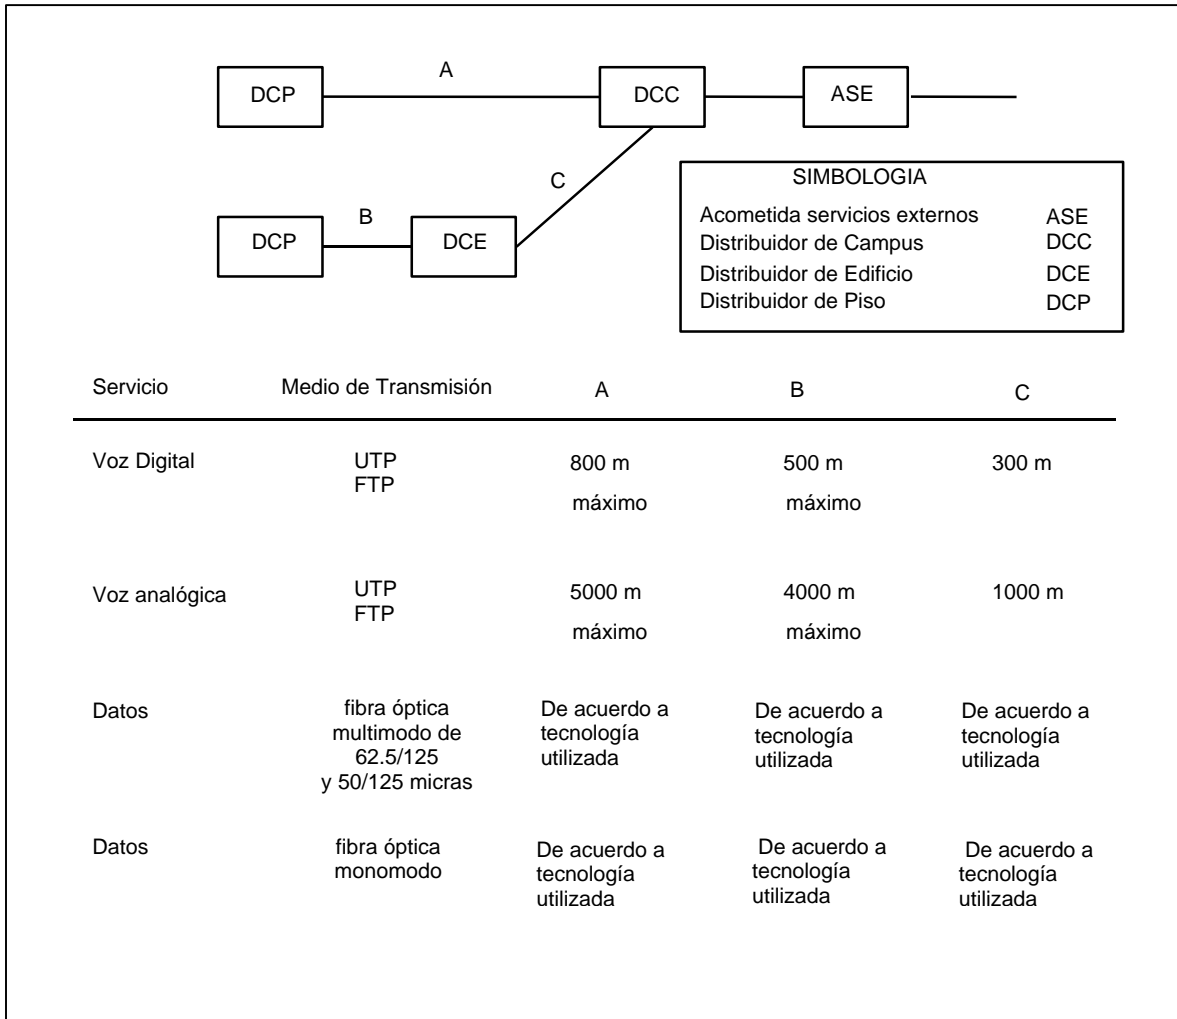 A
DCP
DCC
ASE
C
B
DCP
DCE
SIMBOLOGIA
Acometida servicios externos ASE
Distribuidor de Campus DCC
Distribuidor de Edificio DCE
Distribuidor de Piso DCP
Servicio Medio de Transmisión A B C
Voz Digital UTP 800 m 500 m 300 m
FTP
máximo máximo
Voz analógica UTP 5000 m 4000 m 1000 m
FTP
máximo máximo
Datos fibra óptica De acuerdo a De acuerdo a De acuerdo a
multimodo de tecnología tecnología tecnología
62.5/125 utilizada utilizada utilizada
y 50/125 micras
Datos fibra óptica De acuerdo a De acuerdo a De acuerdo a
monomodo tecnología tecnología tecnología
utilizada utilizada utilizada